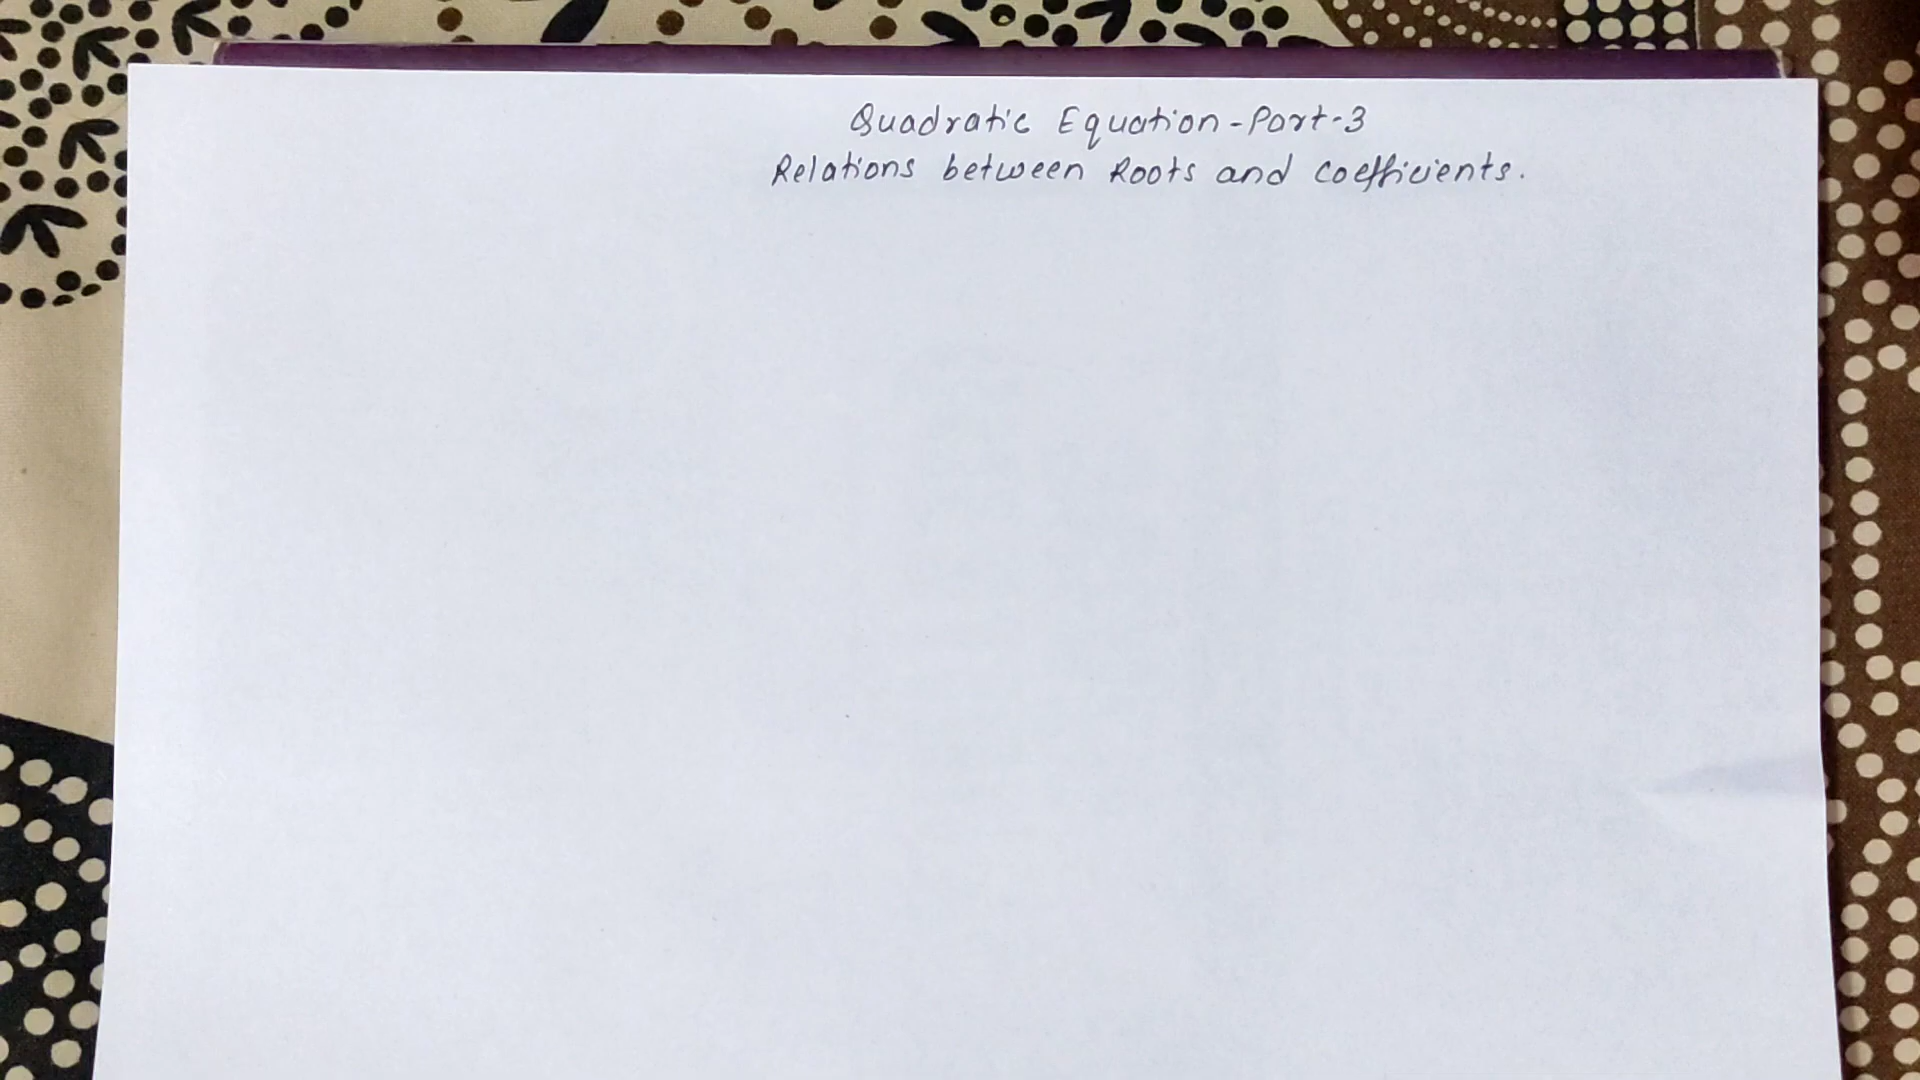 Quadratic Equation-Part-3
Relations between Roots and coefficients.